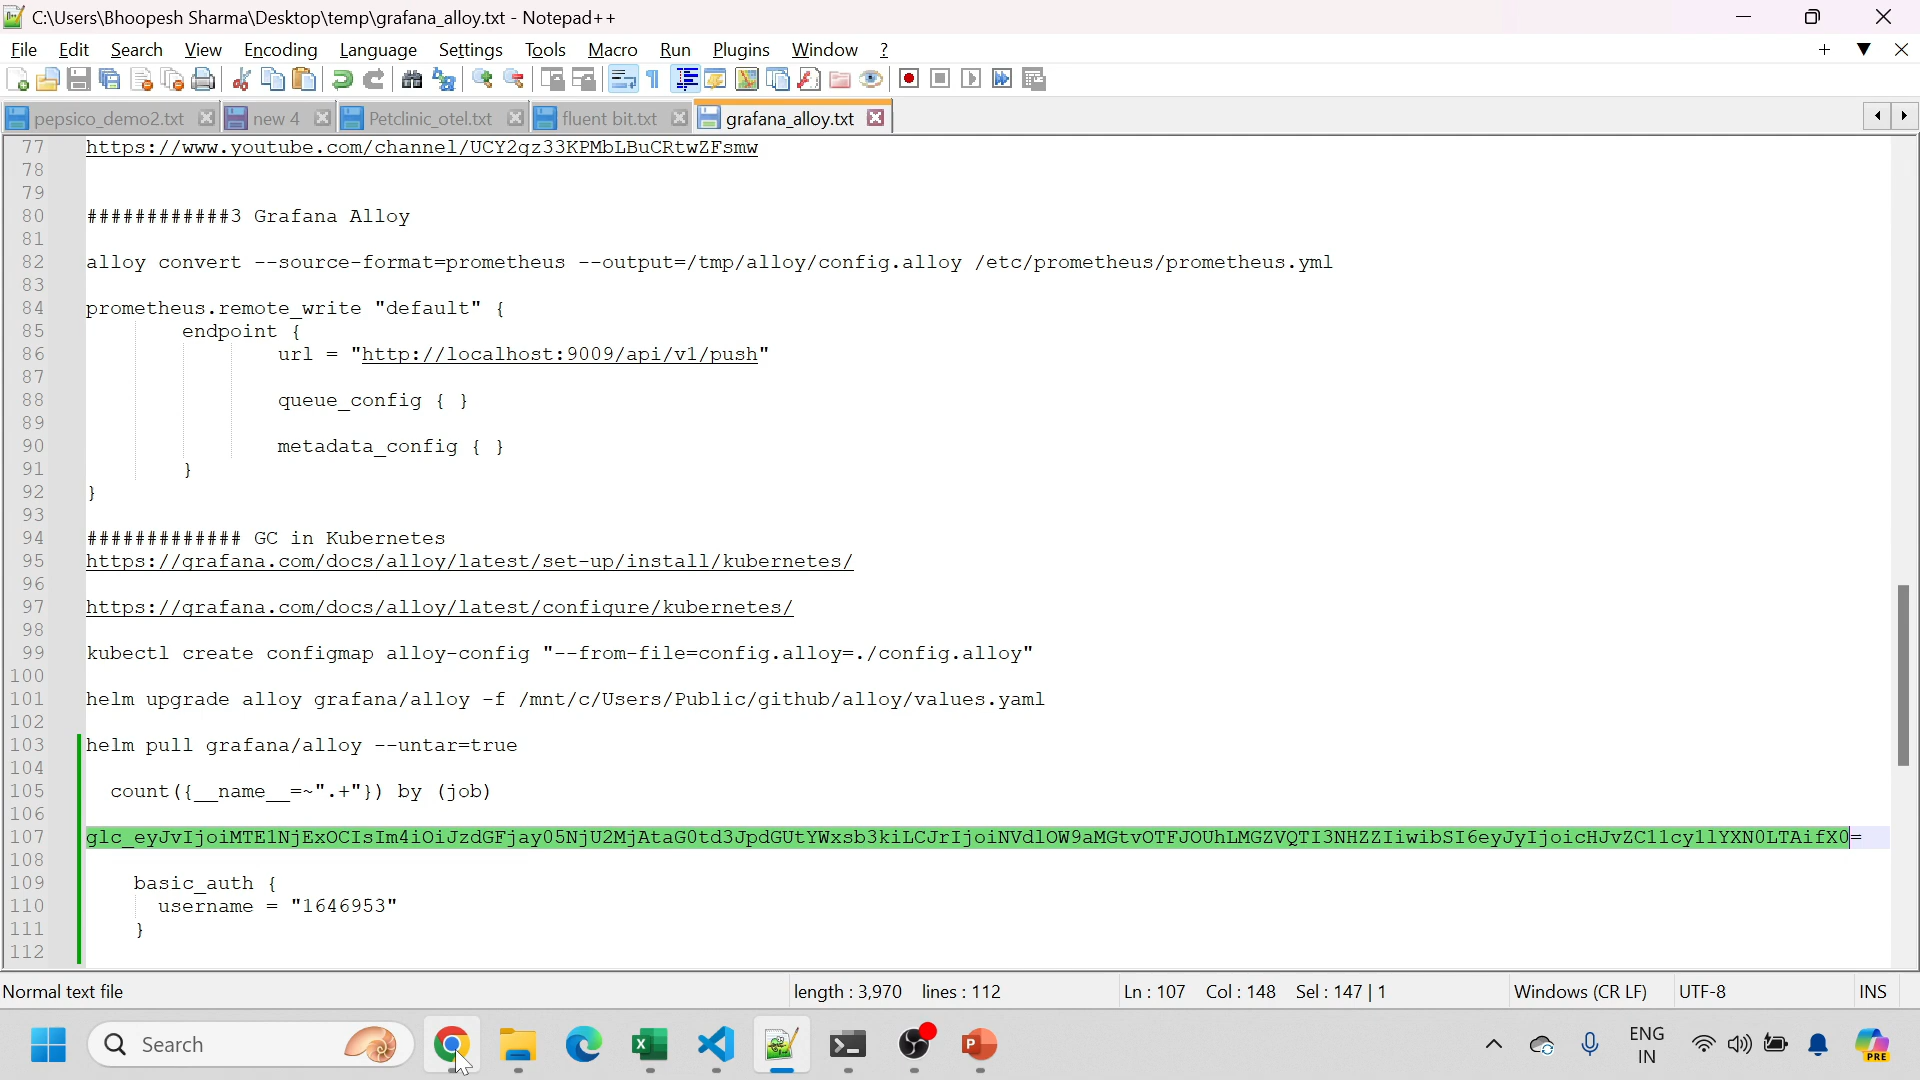 C:\Users\Bhoopesh Sharma\Desktop\temp\grafana_alloy.txt - Notepad++
File Edit Search View Encoding Language Settings Tools Macro Run Plugins Window ?
pepsico_demo2.txt new 4 Petclinic_otel.txt fluent bit.txt grafana_alloy.txt
77 https://www.youtube.com/channel/UCY2qz33KPMbLBuCRtwZFsmw
78
79
80 ############3 Grafana Alloy
81
82 alloy convert --source-format=prometheus --output=/tmp/alloy/config.alloy /etc/prometheus/prometheus.yml
83
84 prometheus.remote_write "default" {
85 endpoint {
86 url = "http://localhost:9009/api/v1/push"
87
88 queue_config { }
89
90 metadata_config { }
91 }
92 }
93
94 ############# GC in Kubernetes
95 https://grafana.com/docs/alloy/latest/set-up/install/kubernetes/
96
97 https://grafana.com/docs/alloy/latest/configure/kubernetes/
98
99 kubectl create configmap alloy-config "--from-file=config.alloy=./config.alloy"
100
101 helm upgrade alloy grafana/alloy -f /mnt/c/Users/Public/github/alloy/values.yaml
102
103 helm pull grafana/alloy --untar=true
104
105 count({__name__=~".+"}) by (job)
106
107 glc_eyJvIjoiMTE1NjExOCIsIm4iOiJzdGFjay05NjU2MjAtaG0td3JpdGUtYWxsb3kiLCJrIjoiNVdlOW9aMGtvOTFJOUhLMGZVQTI3NHZZIiwibSI6eyJyIjoicHJvZC11cy1lYXN0LTAifX0=
108
109 basic_auth {
110 username = "1646953"
111 }
112
Normal text file length : 3,970 lines : 112 Ln : 107 Col : 148 Sel : 147 | 1 Windows (CR LF) UTF-8 INS
Search ENG
IN
PRE